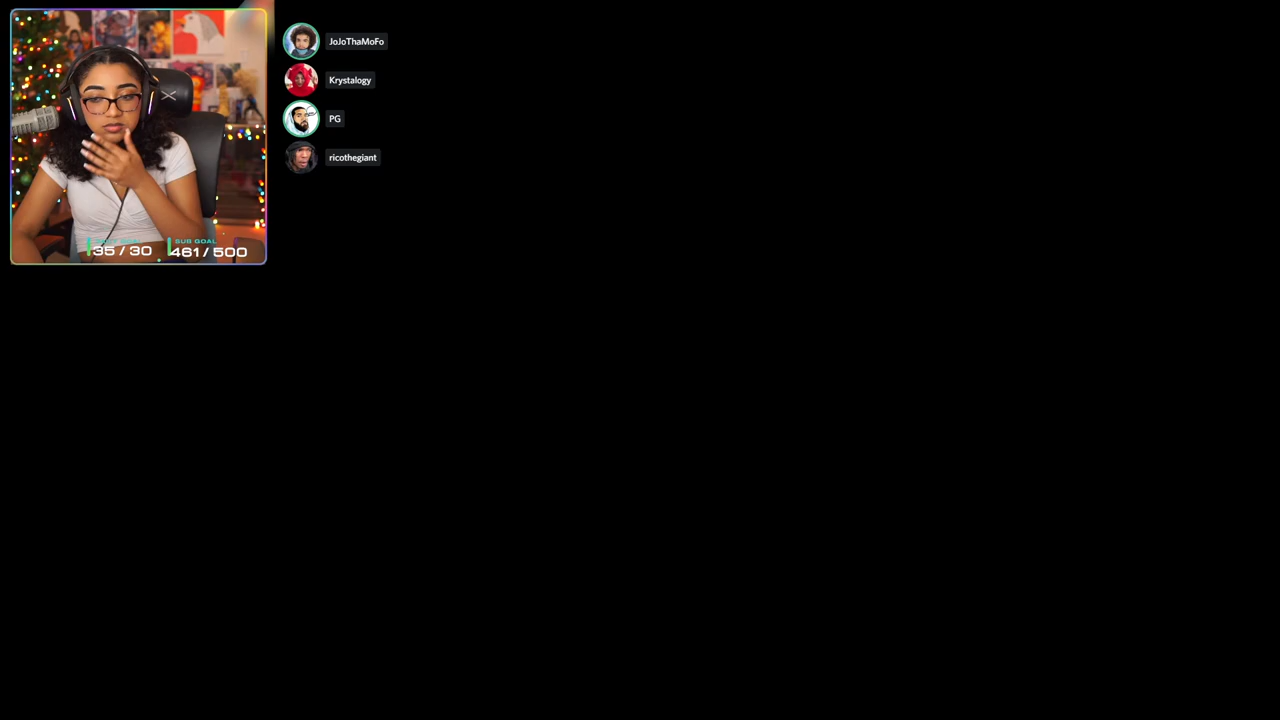 JoJoThaMoFo
Krystalogy
PG
ricothegiant
SUB GOAL
35 / 30
461 / 500